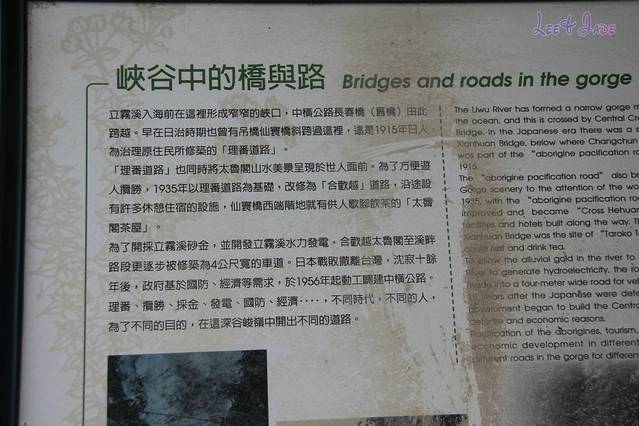 Lee & Jade
峽谷中的橋與路 Bridges and roads in the gorge
立霧溪入海前在這裡形成窄窄的峽口，中橫公路長春橋（舊橋）由此
跨越。早在日治時期也曾有吊橋仙寰橋斜跨過這裡，這是1915年日人
為治理原住民所修築的「理番道路」。
「理番道路」也同時將太魯閣山水美景呈現於世人面前。為了方便遊
人攬勝，1935年以理番道路為基礎，改修為「合歡越」道路，沿途設
有許多休憩住宿的設施，仙寰橋西端階地就有供人歇腳飲茶的「太魯
閣茶屋」。
為了開採立霧溪砂金，並開發立霧溪水力發電。合歡越太魯閣至溪畔
路段更逐步被修築為4公尺寬的車道。日本戰敗撤離台灣，沈寂十餘
年後，政府基於國防、經濟等需求，於1956年起動工闢建中橫公路。
理番、攬勝、採金、發電、國防、經濟‥‥，不同時代，不同的人，
為了不同的目的，在這深谷峻嶺中開出不同的道路。
The Liwu River has formed a narrow gorge
the ocean, and this is crossed by Central
Bridge. In the Japanese era there was a
Xianhuan Bridge, below where Changchun
was part of the "aborigine pacification
1915.
The "aborigine pacification road" also
Gorge scenery to the attention of the
1935, with the "aborigine pacification
improved and became "Cross Hehuan
facilities and hotels built along the way.
Xianhuan Bridge was the site of "Taroko
could rest and drink tea.
To allow the alluvial gold in the river to
River to generate hydroelectricity, the
made into a four-meter wide road for
years after the Japanese were
government began to build the
defense and economic reasons.
Pacification of the aborigines, tourism,
economic development in different
different roads in the gorge for